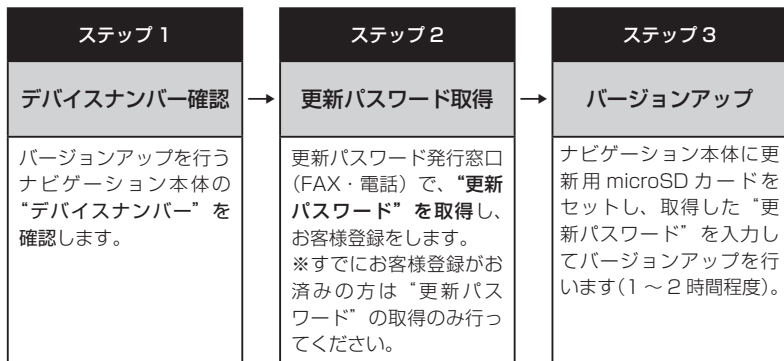 ステップ 1
デバイスナンバー確認
バージョンアップを行う
ナビゲーション本体の
“デバイスナンバー”を
確認します。
→
ステップ 2
更新パスワード取得
更新パスワード発行窓口
（FAX・電話）で、“更新
パスワード”を取得し、
お客様登録をします。
※すでにお客様登録がお
済みの方は“更新パス
ワード”の取得のみ行っ
てください。
→
ステップ 3
バージョンアップ
ナビゲーション本体に更
新用 microSD カードを
セットし、取得した“更
新パスワード”を入力し
てバージョンアップを行
います（1 ～ 2 時間程度）。